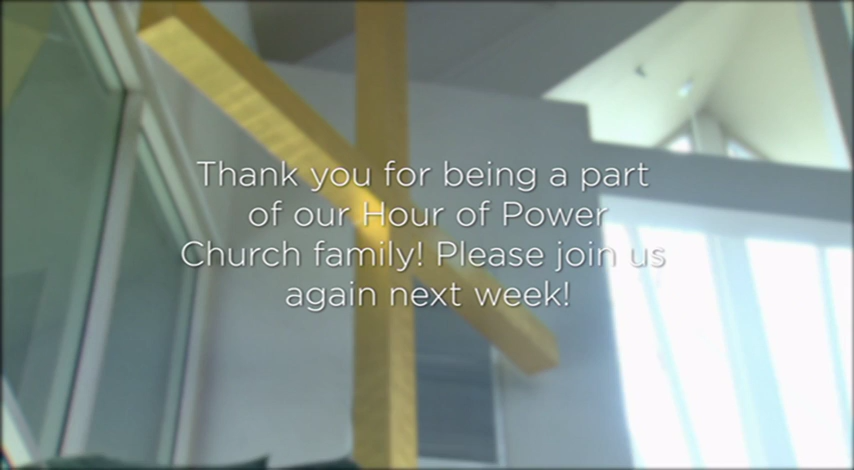 Thank you for being a part
of our Hour of Power
Church family! Please join us
again next week!